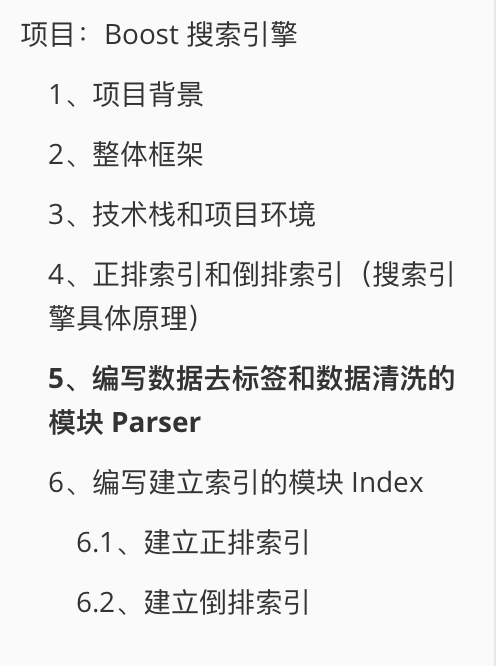 项目：Boost 搜索引擎
1、项目背景
2、整体框架
3、技术栈和项目环境
4、正排索引和倒排索引（搜索引
擎具体原理）
5、编写数据去标签和数据清洗的
模块 Parser
6、编写建立索引的模块 Index
6.1、建立正排索引
6.2、建立倒排索引